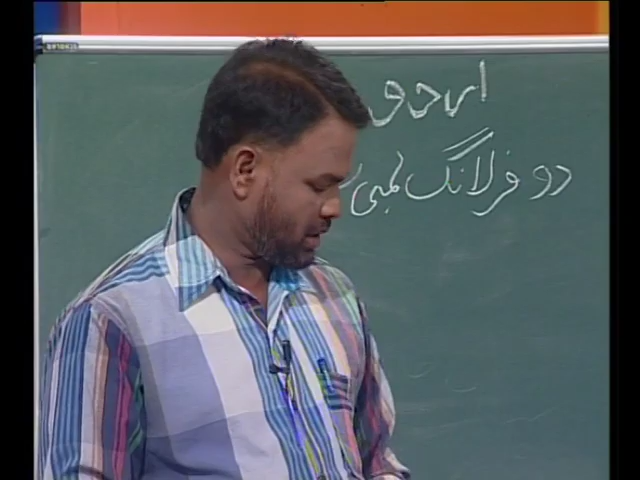 اردو
دو فرلانگ لمبی